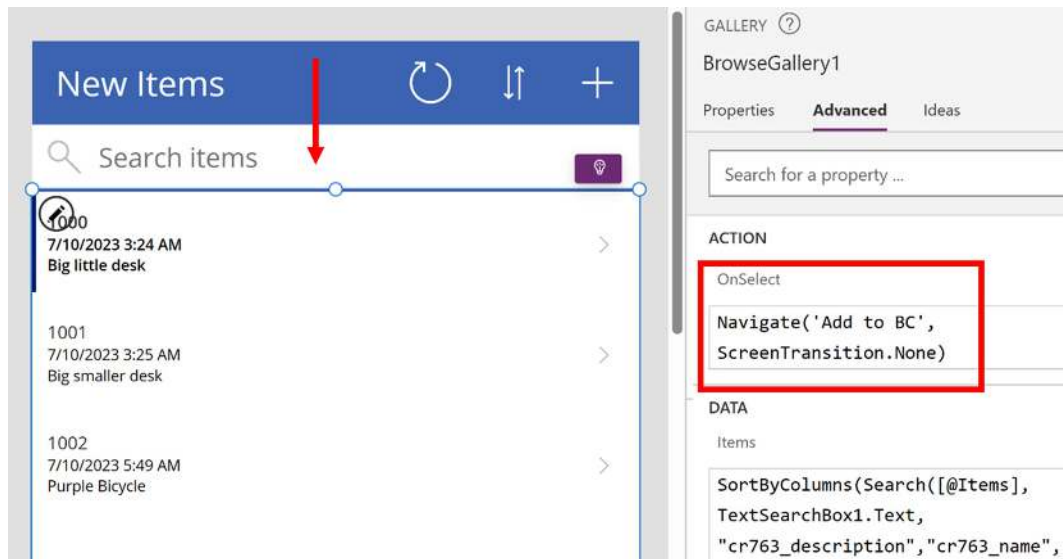 New Items
Search items
1000
7/10/2023 3:24 AM
Big little desk
1001
7/10/2023 3:25 AM
Big smaller desk
1002
7/10/2023 5:49 AM
Purple Bicycle
GALLERY ?
BrowseGallery1
Properties Advanced Ideas
Search for a property ...
ACTION
OnSelect
Navigate('Add to BC',
ScreenTransition.None)
DATA
Items
SortByColumns(Search([@Items],
TextSearchBox1.Text,
"cr763_description","cr763_name",